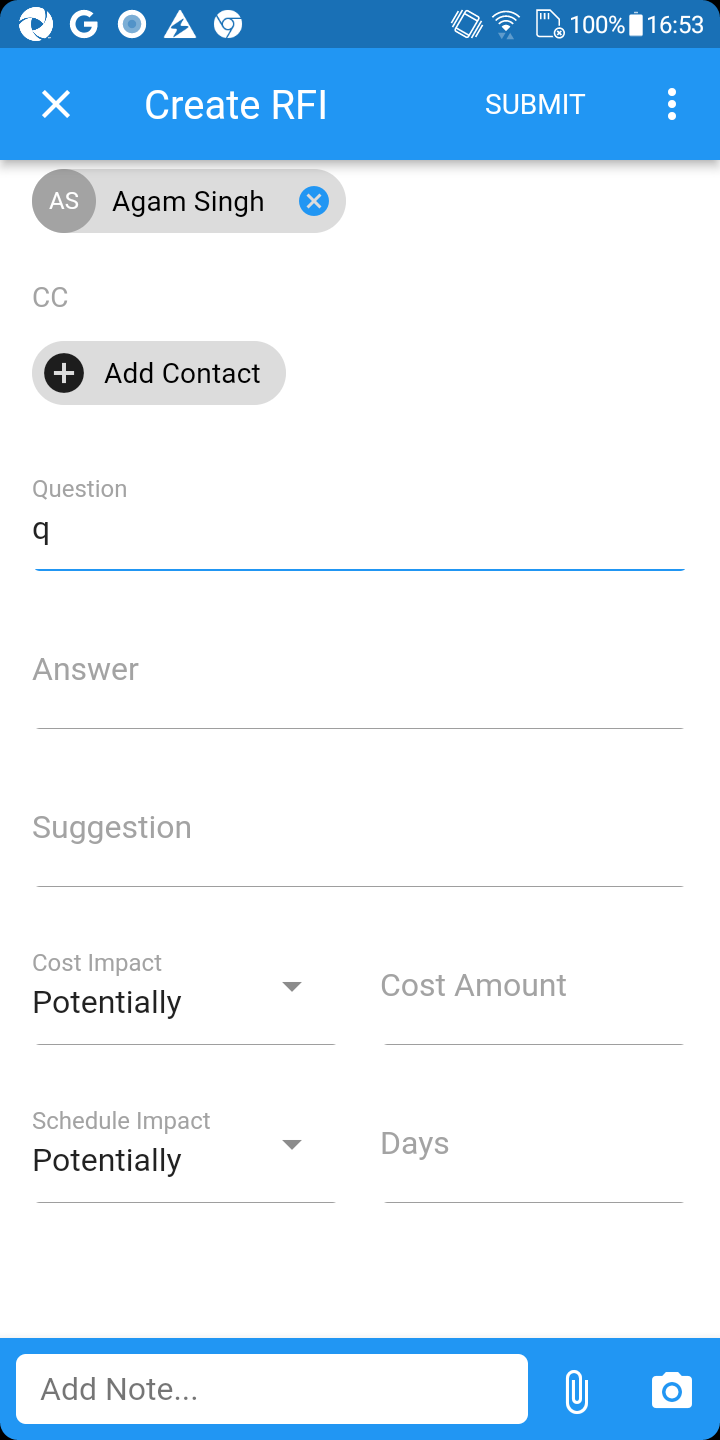 100% 16:53
Create RFI SUBMIT
AS Agam Singh
CC
Add Contact
Question
q
Answer
Suggestion
Cost Impact
Potentially
Cost Amount
Schedule Impact
Potentially
Days
Add Note...